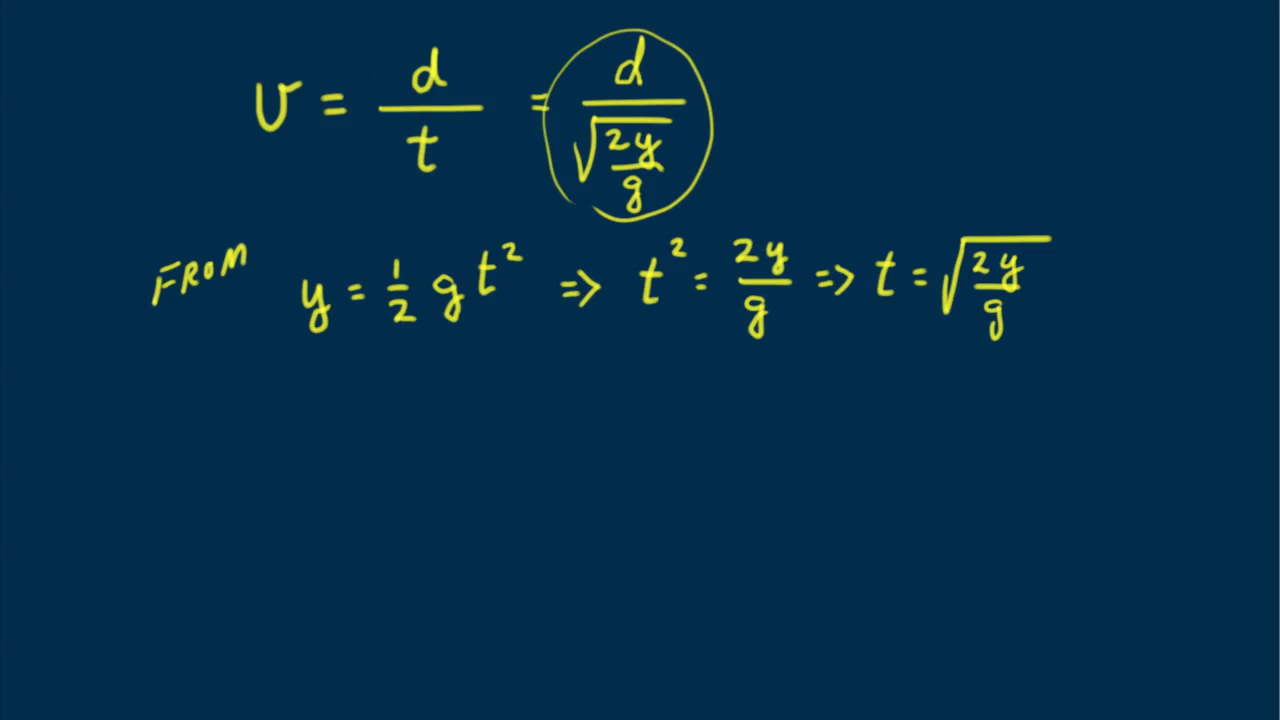 v = d/t = d/√(2y/g)
FROM y = 1/2 g t² => t² = 2y/g => t = √(2y/g)